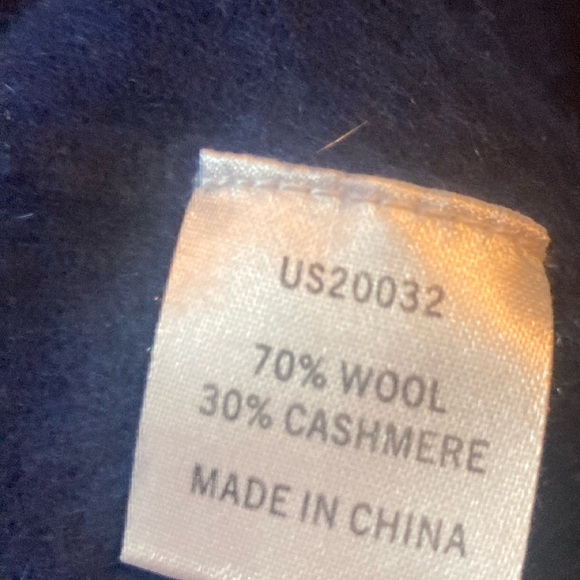 US20032
70% WOOL
30% CASHMERE
MADE IN CHINA